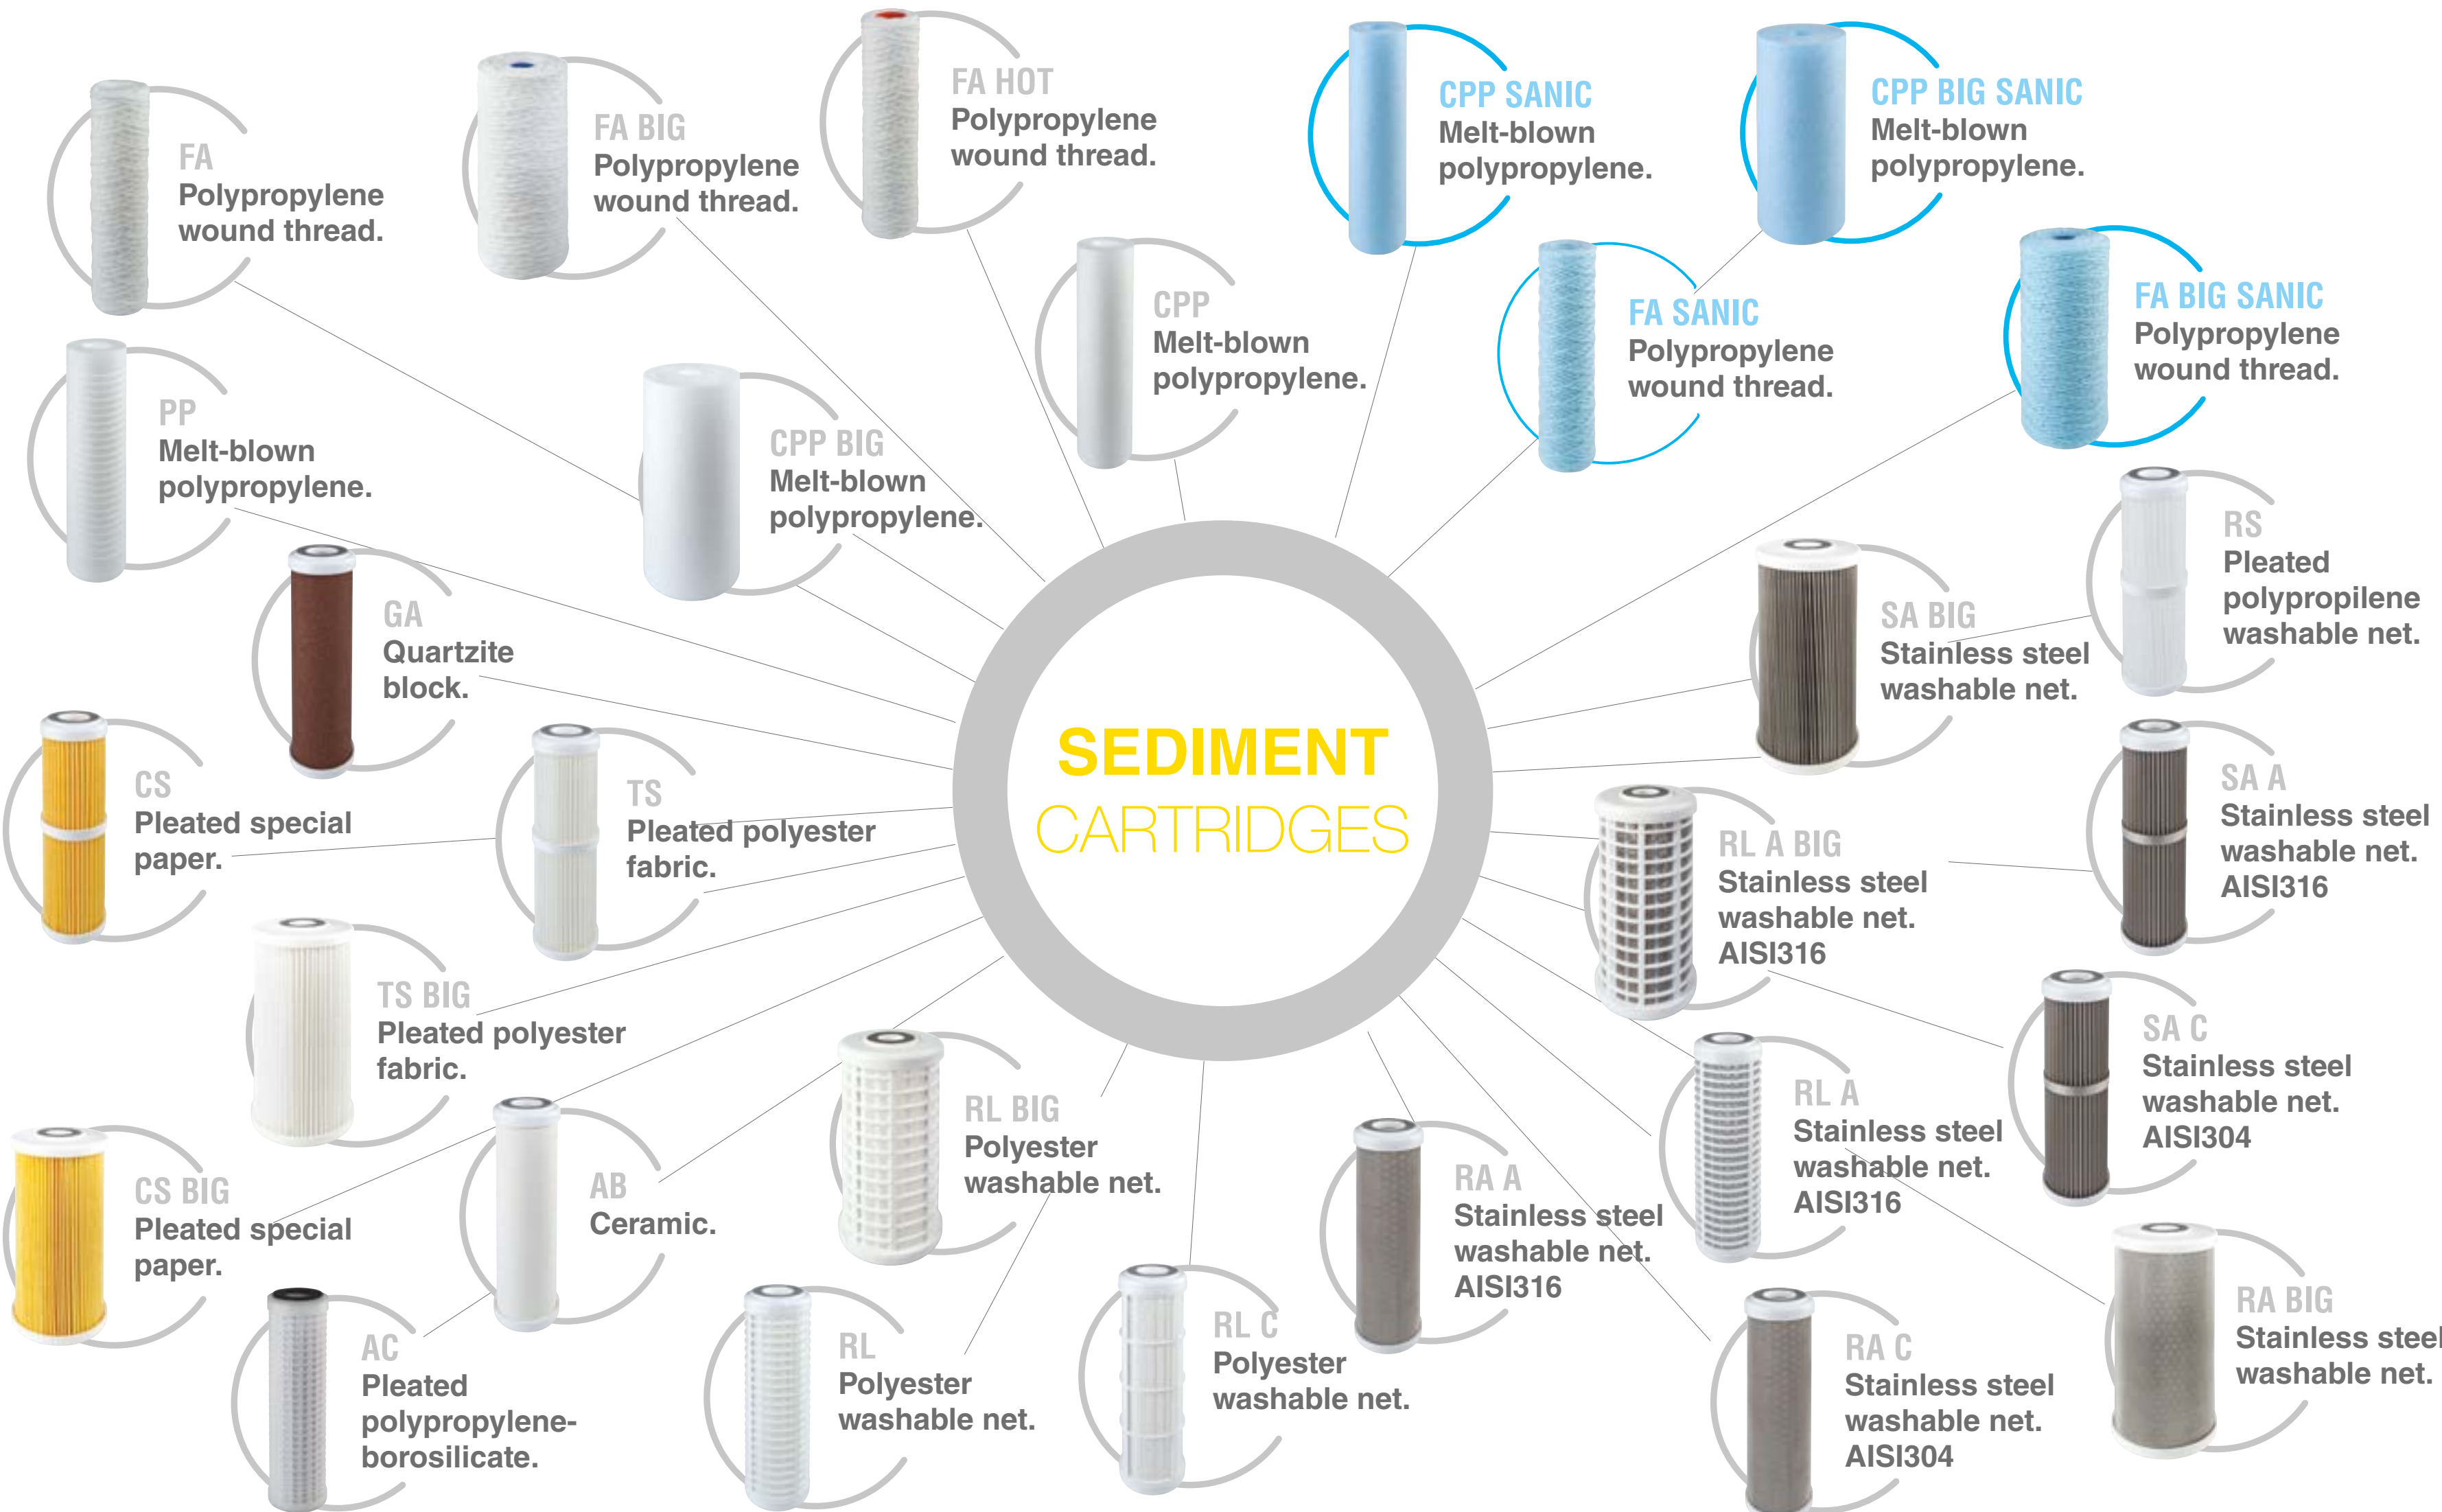 FA
Polypropylene
wound thread.
FA BIG
Polypropylene
wound thread.
FA HOT
Polypropylene
wound thread.
CPP SANIC
Melt-blown
polypropylene.
CPP BIG SANIC
Melt-blown
polypropylene.
PP
Melt-blown
polypropylene.
CPP BIG
Melt-blown
polypropylene.
CPP
Melt-blown
polypropylene.
FA SANIC
Polypropylene
wound thread.
FA BIG SANIC
Polypropylene
wound thread.
GA
Quartzite
block.
SA BIG
Stainless steel
washable net.
RS
Pleated
polypropilene
washable net.
CS
Pleated special
paper.
TS
Pleated polyester
fabric.
SEDIMENT
CARTRIDGES
RL A BIG
Stainless steel
washable net.
AISI316
SA A
Stainless steel
washable net.
AISI316
TS BIG
Pleated polyester
fabric.
SA C
Stainless steel
washable net.
AISI304
CS BIG
Pleated special
paper.
AB
Ceramic.
RL BIG
Polyester
washable net.
RA A
Stainless steel
washable net.
AISI316
RL A
Stainless steel
washable net.
AISI316
AC
Pleated
polypropylene-
borosilicate.
RL
Polyester
washable net.
RL C
Polyester
washable net.
RA C
Stainless steel
washable net.
AISI304
RA BIG
Stainless steel
washable net.